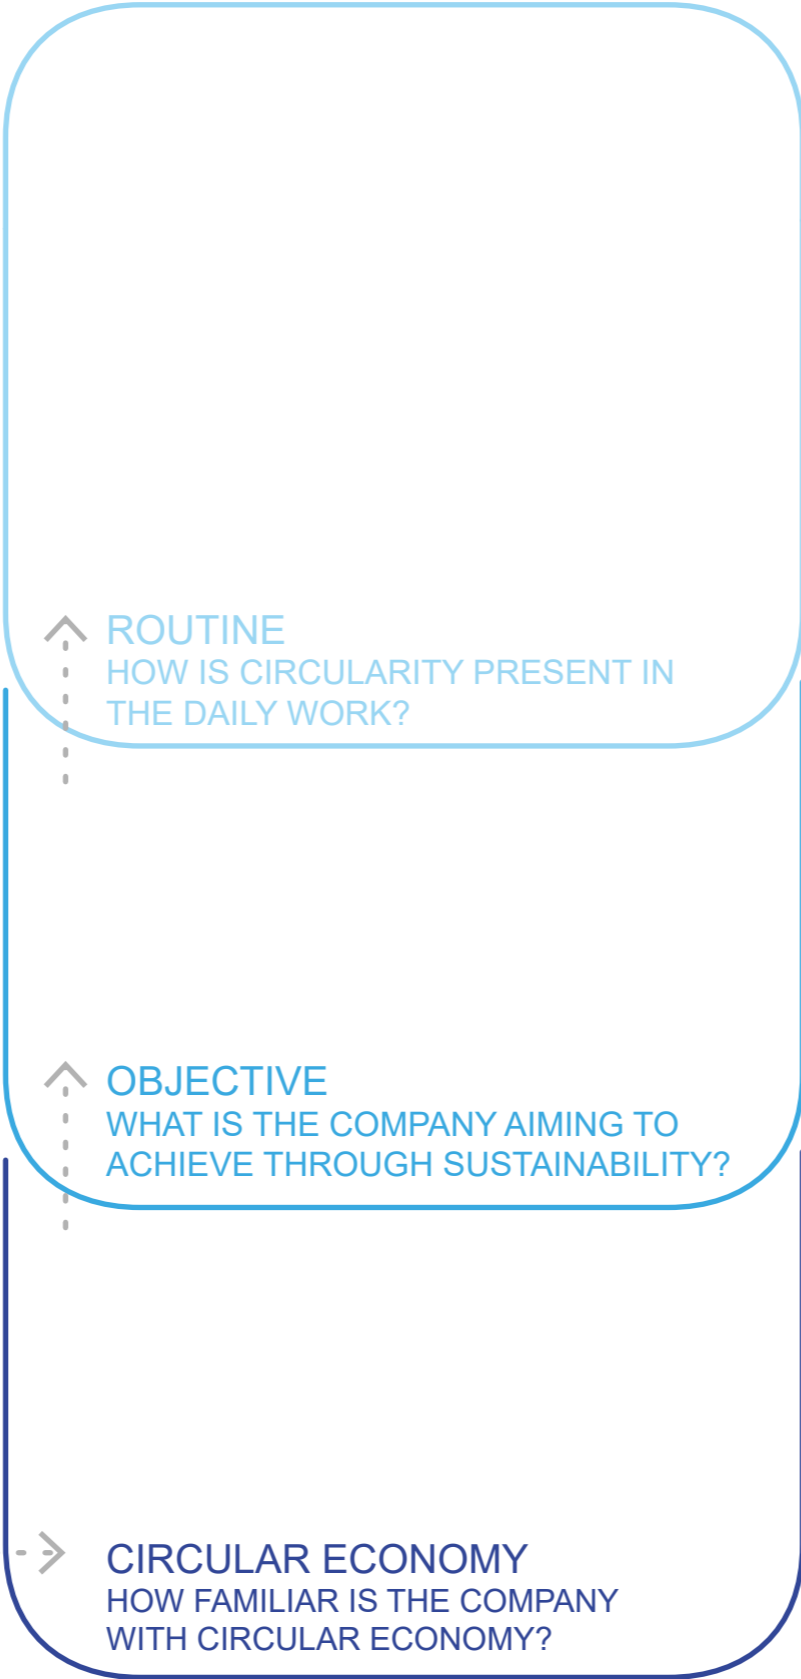 ROUTINE
HOW IS CIRCULARITY PRESENT IN
THE DAILY WORK?
OBJECTIVE
WHAT IS THE COMPANY AIMING TO
ACHIEVE THROUGH SUSTAINABILITY?
CIRCULAR ECONOMY
HOW FAMILIAR IS THE COMPANY
WITH CIRCULAR ECONOMY?